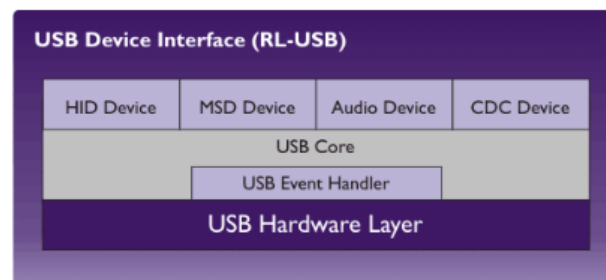 USB Device Interface (RL-USB)
HID Device MSD Device Audio Device CDC Device
USB Core
USB Event Handler
USB Hardware Layer